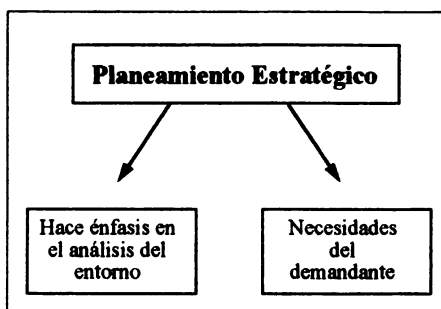 Planeamiento Estratégico
Hace énfasis en
el análisis del
entorno
Necesidades
del
demandante